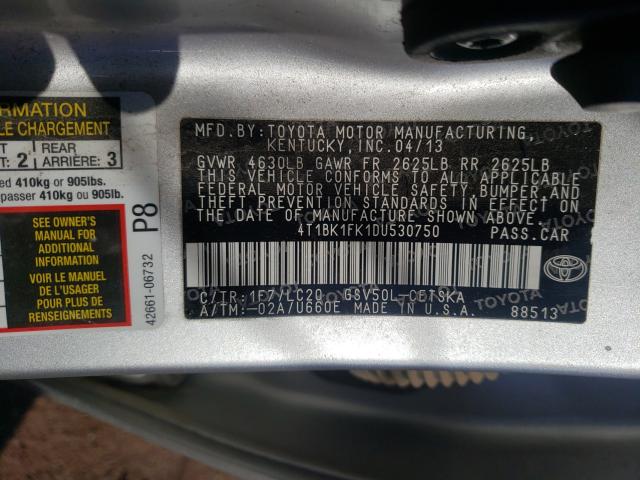 FORMATION
LE CHARGEMENT
REAR
T: 2 ARRIÈRE: 3
ed 410kg or 905lbs.
passer 410kg ou 905lb.
SEE OWNER'S
MANUAL FOR
ADDITIONAL
INFORMATION
VOIR LE MANUEL
DE L'USAGER
POUR PLUS DE
RENSEIGNEMENTS
P8
42661-06732
MFD. BY: TOYOTA MOTOR MANUFACTURING,
KENTUCKY, INC. 04/13
GVWR 4630LB GAWR FR 2625LB RR 2625LB
THIS VEHICLE CONFORMS TO ALL APPLICABLE
FEDERAL MOTOR VEHICLE SAFETY, BUMPER AND
THEFT PREVENTION STANDARDS IN EFFECT ON
THE DATE OF MANUFACTURE SHOWN ABOVE.
4T1BK1FK1DU530750 PASS.CAR
C/TR: 1F7/LC20 GSV50L-CETSKA
A/TM: -02A/U660E MADE IN U.S.A.
88513
TOYOTA